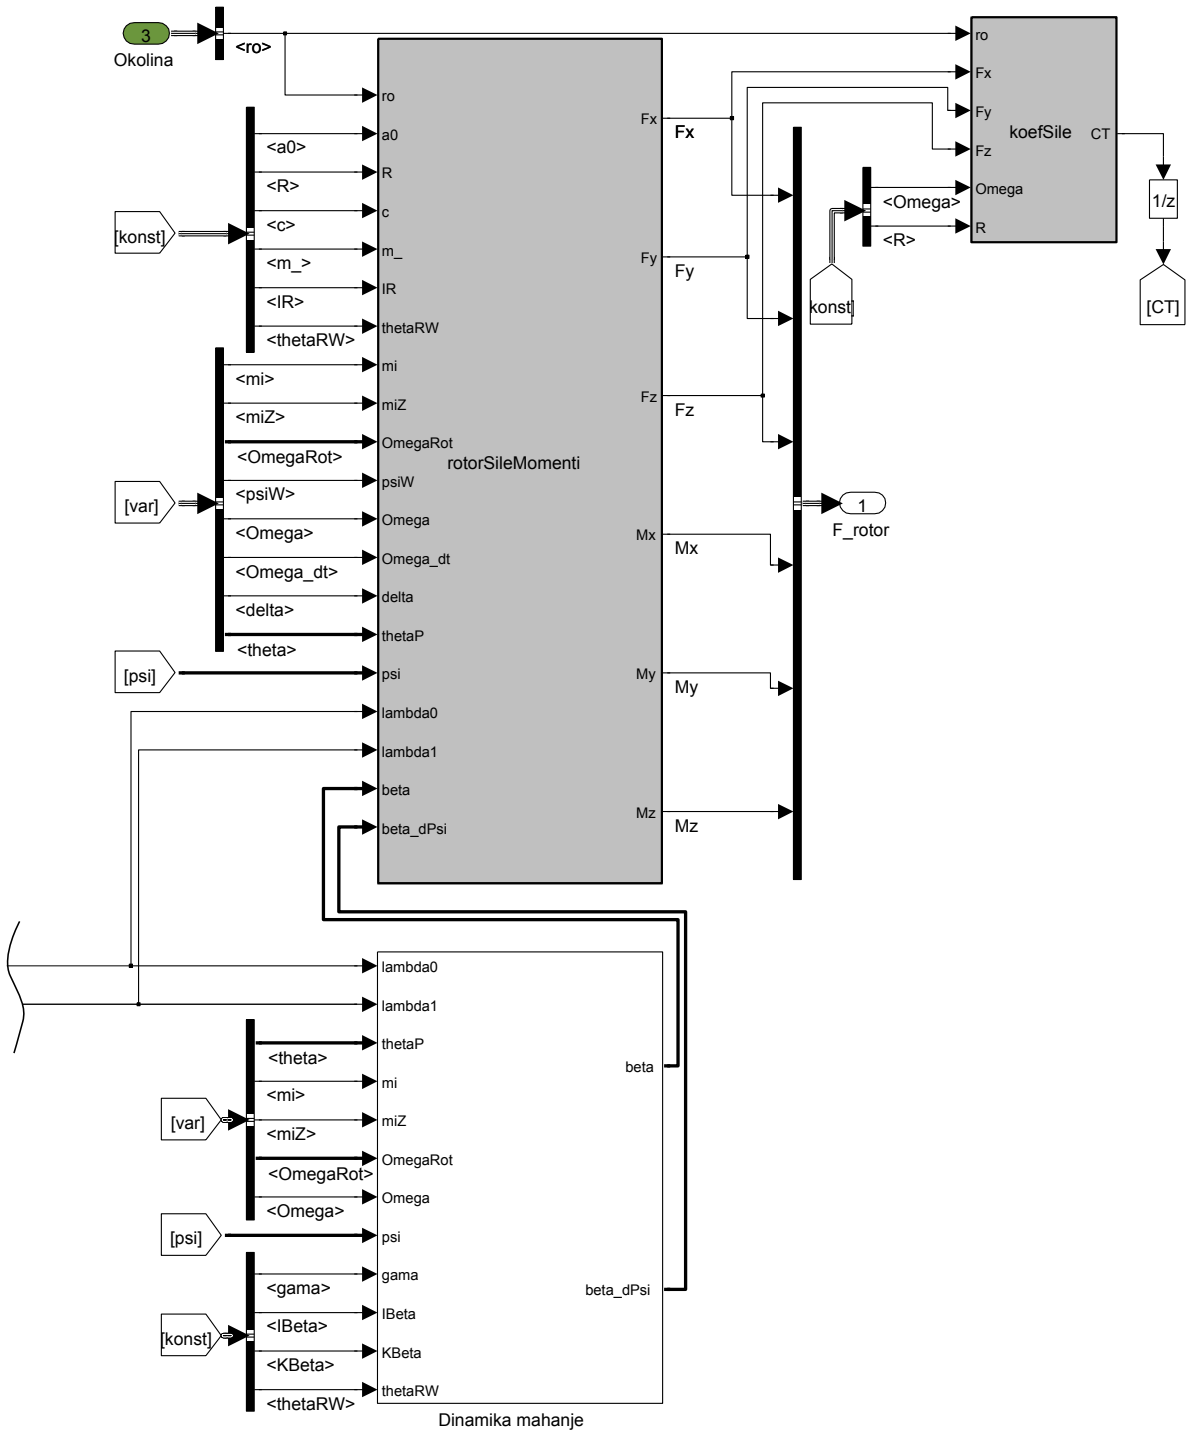 3
Okolina
<ro>
[konst]
<a0>
<R>
<c>
<m_>
<IR>
<thetaRW>
[var]
<mi>
<miZ>
<OmegaRot>
<psiW>
<Omega>
<Omega_dt>
<delta>
<theta>
[psi]
ro
a0
R
c
m_
IR
thetaRW
mi
miZ
OmegaRot
psiW
Omega
Omega_dt
delta
thetaP
psi
lambda0
lambda1
beta
beta_dPsi
rotorSileMomenti
Fx
Fy
Fz
Mx
My
Mz
Fx
Fy
Fz
Mx
My
Mz
konst]
<Omega>
<R>
ro
Fx
Fy
Fz
Omega
R
koefSile
CT
1/z
[CT]
1
F_rotor
[var]
<theta>
<mi>
<miZ>
<OmegaRot>
<Omega>
[psi]
[konst]
<gama>
<IBeta>
<KBeta>
<thetaRW>
lambda0
lambda1
thetaP
mi
miZ
OmegaRot
Omega
psi
gama
IBeta
KBeta
thetaRW
beta
beta_dPsi
Dinamika mahanje